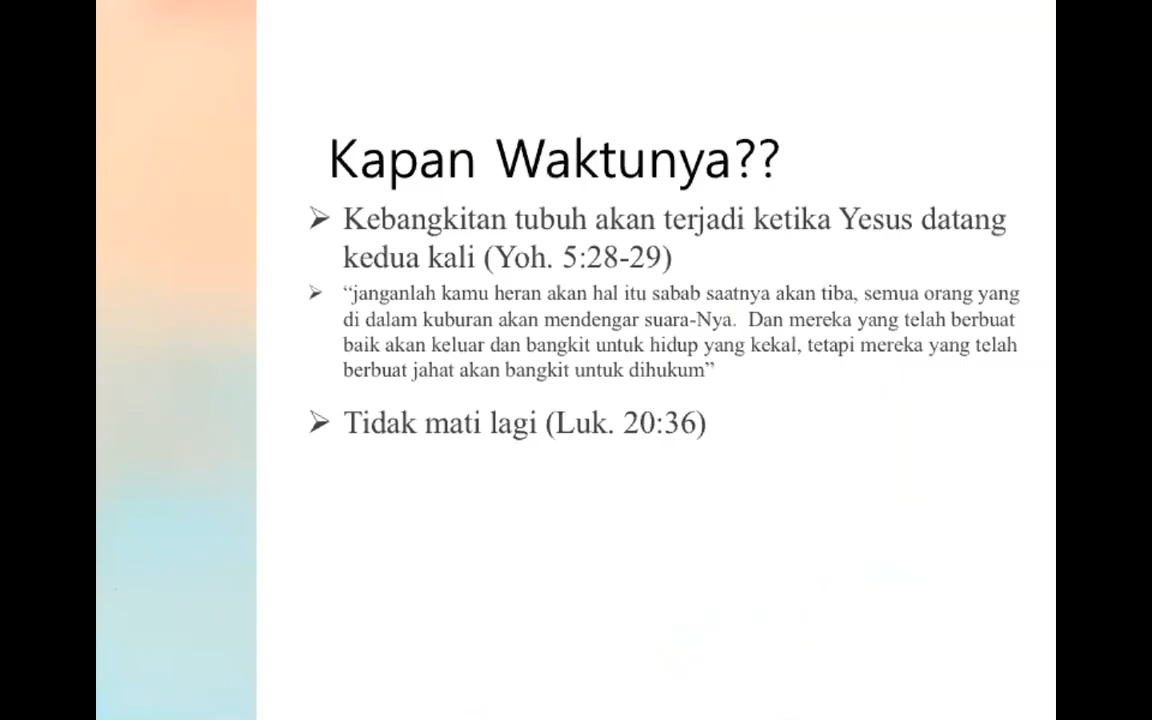 Kapan Waktunya??
➢ Kebangkitan tubuh akan terjadi ketika Yesus datang
kedua kali (Yoh. 5:28-29)
➢ “janganlah kamu heran akan hal itu sabab saatnya akan tiba, semua orang yang
di dalam kuburan akan mendengar suara-Nya. Dan mereka yang telah berbuat
baik akan keluar dan bangkit untuk hidup yang kekal, tetapi mereka yang telah
berbuat jahat akan bangkit untuk dihukum”
➢ Tidak mati lagi (Luk. 20:36)